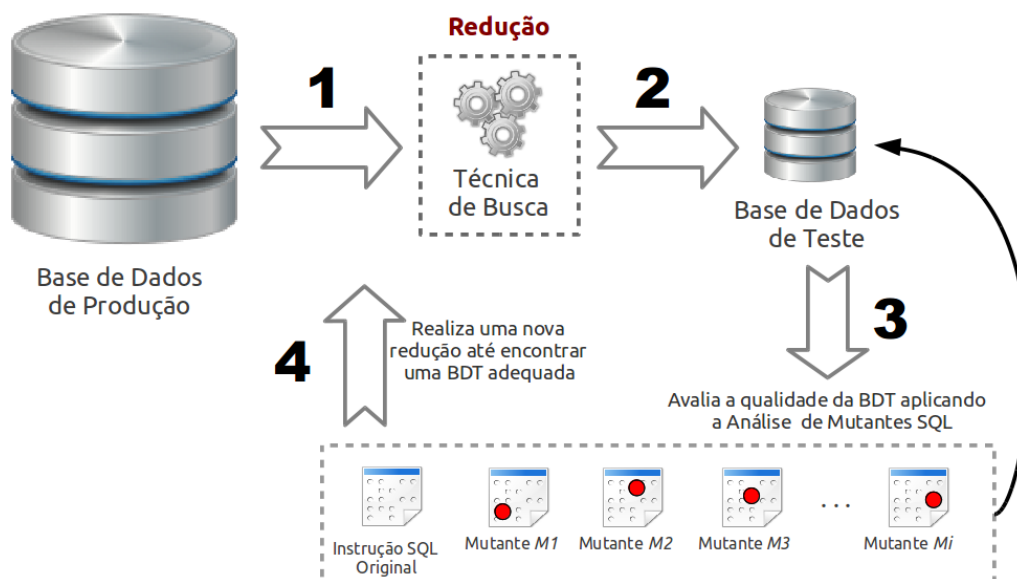 Redução
1
2
Técnica
de Busca
Base de Dados
de Produção
Base de Dados
de Teste
3
4
Realiza uma nova
redução até encontrar
uma BDT adequada
Avalia a qualidade da BDT aplicando
a Análise de Mutantes SQL
Instrução SQL
Original
Mutante M1
Mutante M2
Mutante M3
. . .
Mutante Mi